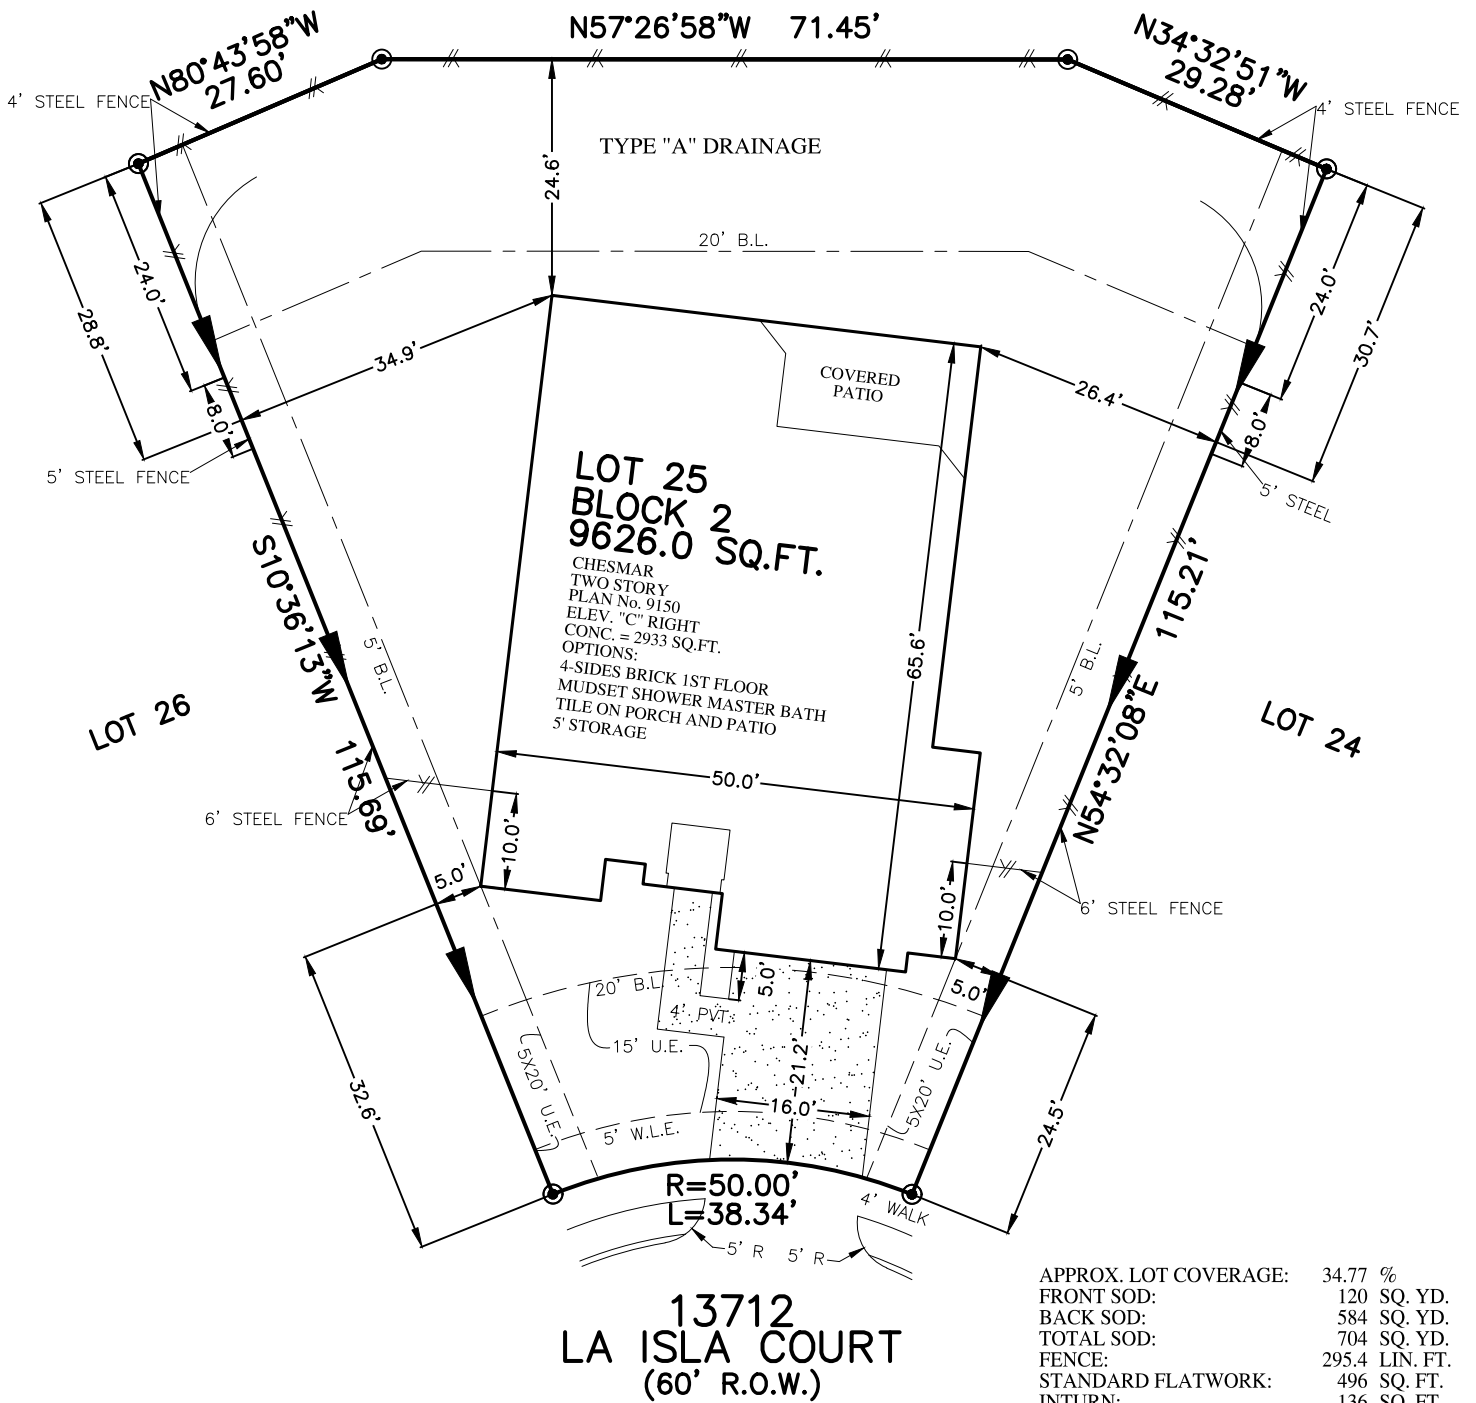 N57°26'58"W 71.45'
N80°43'58"W
27.60'
N34°32'51"W
29.28'
4' STEEL FENCE
4' STEEL FENCE
TYPE "A" DRAINAGE
24.6'
20' B.L.
24.0'
28.8'
24.0'
30.7'
34.9'
26.4'
COVERED
PATIO
8.0'
8.0'
5' STEEL FENCE
5' STEEL
LOT 25
BLOCK 2
9626.0 SQ.FT.
CHESMAR
TWO STORY
PLAN No. 9150
ELEV. "C" RIGHT
CONC. = 2933 SQ.FT.
OPTIONS:
4-SIDES BRICK 1ST FLOOR
MUDSET SHOWER MASTER BATH
TILE ON PORCH AND PATIO
5' STORAGE
S10°36'13"W 115.69'
N54°32'08"E 115.21'
5' B.L.
5' B.L.
65.6'
LOT 26
LOT 24
50.0'
6' STEEL FENCE
10.0'
10.0'
6' STEEL FENCE
5.0'
5.0'
5.0'
20' B.L.
4' PVT.
15' U.E.
21.2'
16.0'
5X20' U.E.
5X20' U.E.
32.6'
24.5'
5' W.L.E.
R=50.00'
L=38.34'
4' WALK
5' R 5' R
13712
LA ISLA COURT
(60' R.O.W.)
APPROX. LOT COVERAGE: 34.77 %
FRONT SOD: 120 SQ. YD.
BACK SOD: 584 SQ. YD.
TOTAL SOD: 704 SQ. YD.
FENCE: 295.4 LIN. FT.
STANDARD FLATWORK: 496 SQ. FT.
INTURN: 136 SQ. FT.